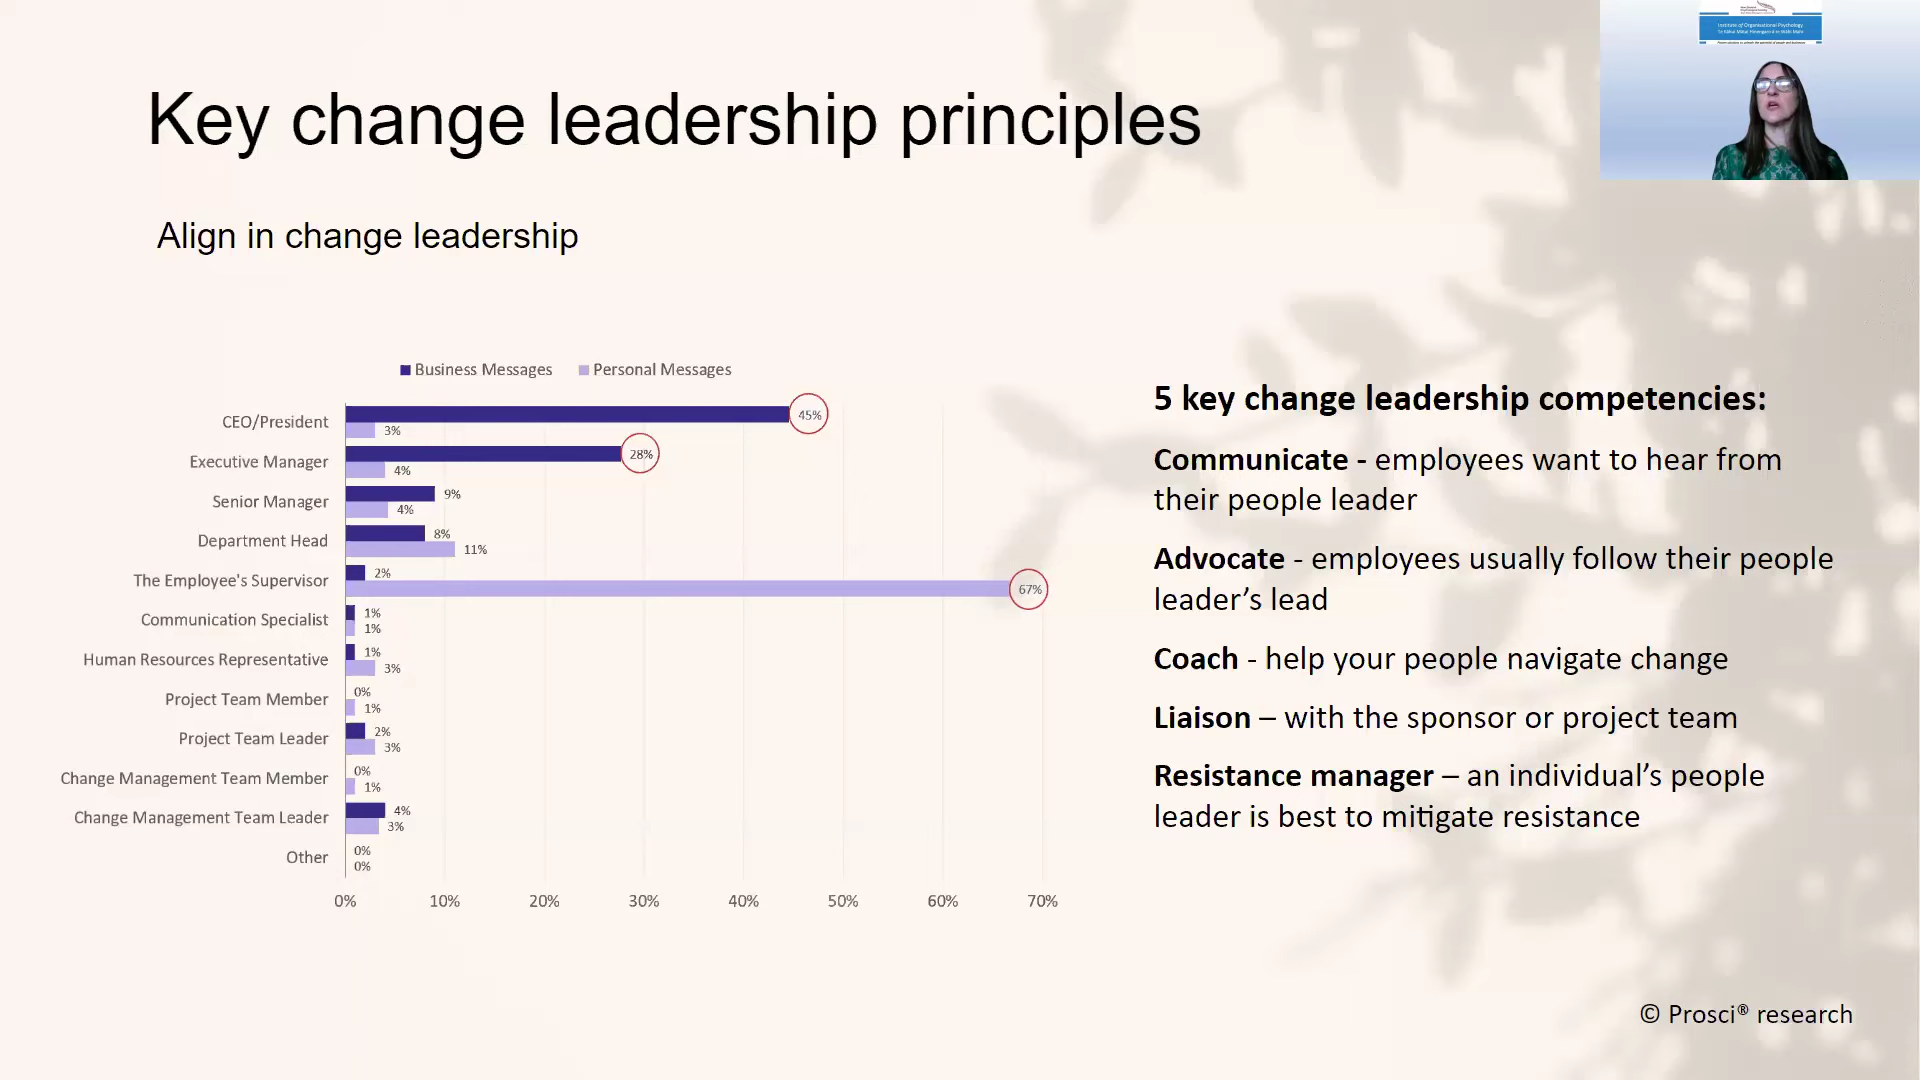 Institute of Organisational Psychology
Key change leadership principles
Align in change leadership
Business Messages Personal Messages
CEO/President 45% 3%
Executive Manager 28% 4%
Senior Manager 9% 4%
Department Head 8% 11%
The Employee's Supervisor 2% 67%
Communication Specialist 1% 1%
Human Resources Representative 1% 3%
Project Team Member 0% 1%
Project Team Leader 2% 3%
Change Management Team Member 0% 1%
Change Management Team Leader 4% 3%
Other 0% 0%
0% 10% 20% 30% 40% 50% 60% 70%
5 key change leadership competencies:
Communicate - employees want to hear from
their people leader
Advocate - employees usually follow their people
leader’s lead
Coach - help your people navigate change
Liaison – with the sponsor or project team
Resistance manager – an individual’s people
leader is best to mitigate resistance
© Prosci® research